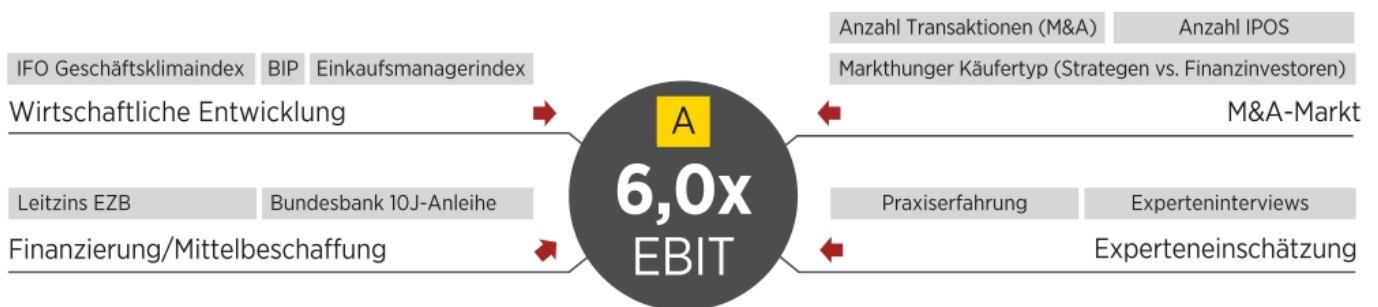 IFO Geschäftsklimaindex BIP Einkaufsmanagerindex
Wirtschaftliche Entwicklung
Leitzins EZB Bundesbank 10J-Anleihe
Finanzierung/Mittelbeschaffung
A
6,0x
EBIT
Anzahl Transaktionen (M&A) Anzahl IPOS
Markthunger Käufertyp (Strategen vs. Finanzinvestoren)
M&A-Markt
Praxiserfahrung Experteninterviews
Experteneinschätzung